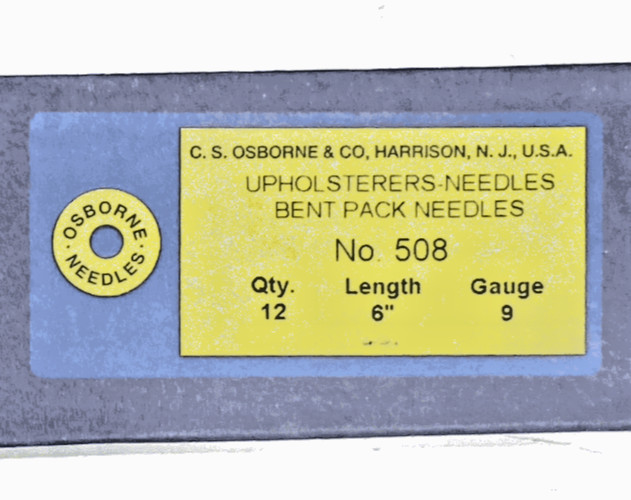 C. S. OSBORNE & CO, HARRISON, N. J., U.S.A.
UPHOLSTERERS-NEEDLES
BENT PACK NEEDLES
No. 508
Qty. Length Gauge
12 6" 9
· OSBORNE ·
NEEDLES